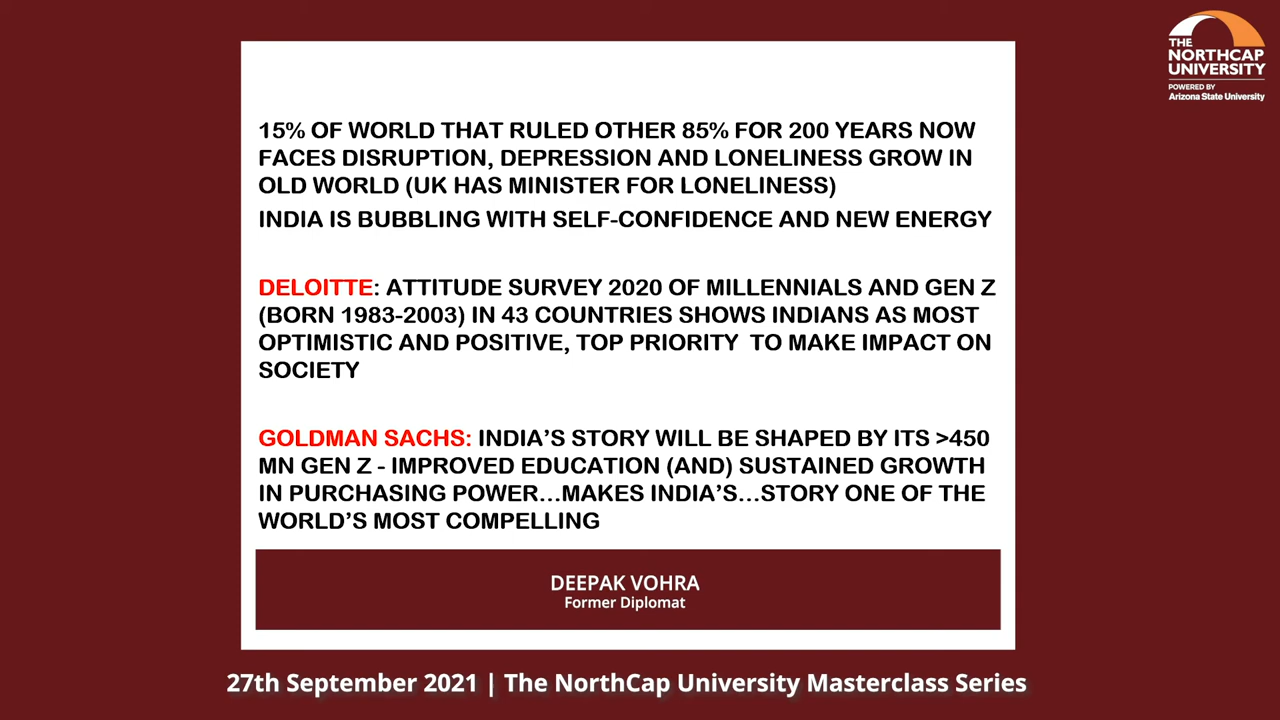 THE
NORTHCAP
UNIVERSITY
POWERED BY
Arizona State University
15% OF WORLD THAT RULED OTHER 85% FOR 200 YEARS NOW
FACES DISRUPTION, DEPRESSION AND LONELINESS GROW IN
OLD WORLD (UK HAS MINISTER FOR LONELINESS)
INDIA IS BUBBLING WITH SELF-CONFIDENCE AND NEW ENERGY
DELOITTE: ATTITUDE SURVEY 2020 OF MILLENNIALS AND GEN Z
(BORN 1983-2003) IN 43 COUNTRIES SHOWS INDIANS AS MOST
OPTIMISTIC AND POSITIVE, TOP PRIORITY TO MAKE IMPACT ON
SOCIETY
GOLDMAN SACHS: INDIA'S STORY WILL BE SHAPED BY ITS >450
MN GEN Z - IMPROVED EDUCATION (AND) SUSTAINED GROWTH
IN PURCHASING POWER...MAKES INDIA'S...STORY ONE OF THE
WORLD'S MOST COMPELLING
DEEPAK VOHRA
Former Diplomat
27th September 2021 | The NorthCap University Masterclass Series